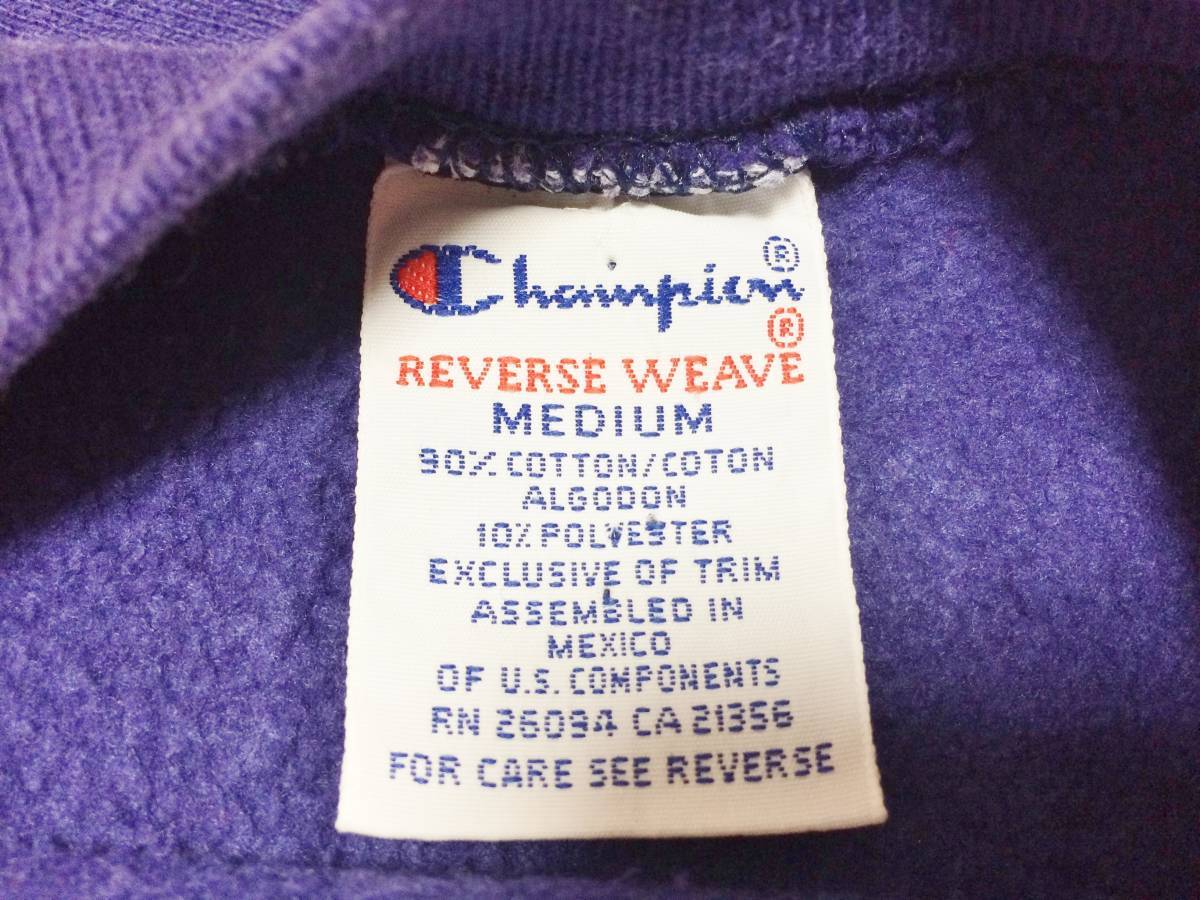 Champion®
®
REVERSE WEAVE
MEDIUM
90% COTTON/COTON
ALGODON
10% POLYESTER
EXCLUSIVE OF TRIM
ASSEMBLED IN
MEXICO
OF U.S. COMPONENTS
RN 26094 CA 21356
FOR CARE SEE REVERSE